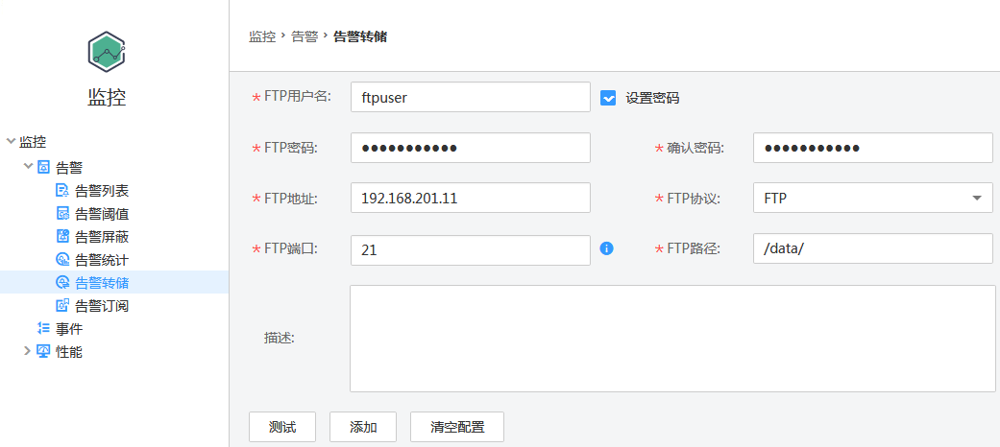 监控
监控
告警
告警列表
告警阈值
告警屏蔽
告警统计
告警转储
告警订阅
事件
性能
监控 > 告警 > 告警转储
* FTP用户名: ftpuser 设置密码
* FTP密码: ●●●●●●●●●●● * 确认密码: ●●●●●●●●●●●
* FTP地址: 192.168.201.11 * FTP协议: FTP
* FTP端口: 21 * FTP路径: /data/
描述:
测试 添加 清空配置